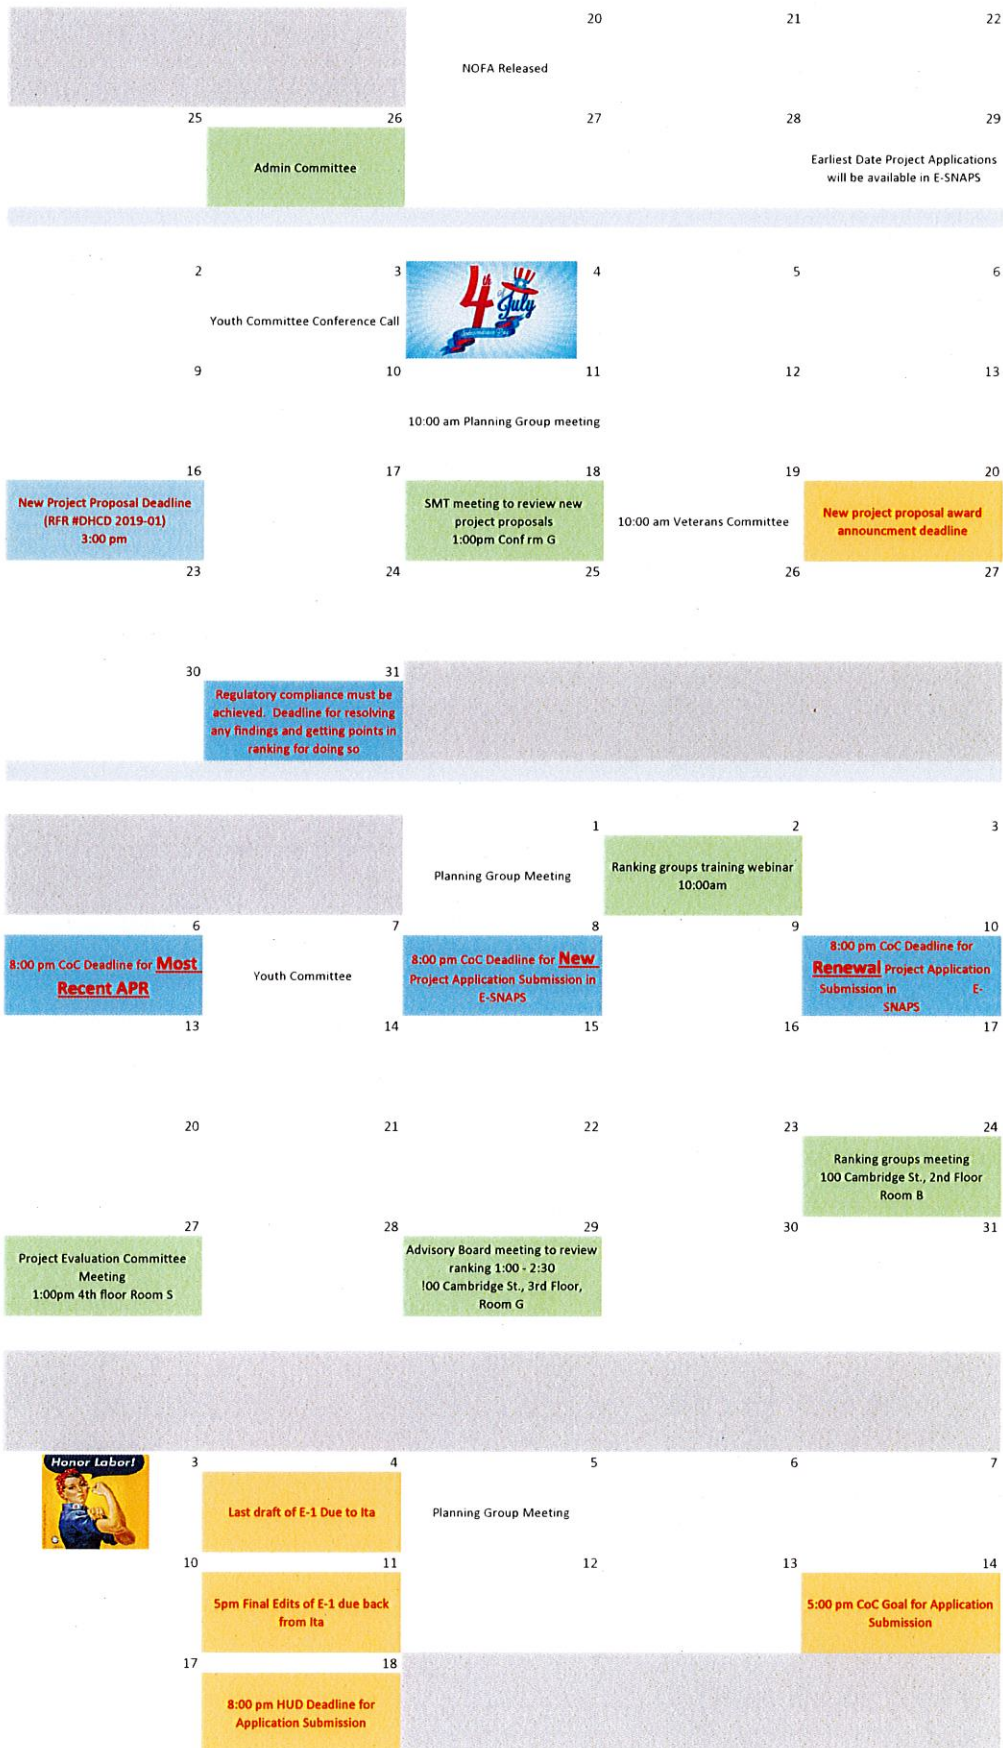 20 21 22
NOFA Released
25 26 27 28 29
Admin Committee
Earliest Date Project Applications
will be available in E-SNAPS
2 3 4 5 6
Youth Committee Conference Call
4th of July
9 10 11 12 13
10:00 am Planning Group meeting
16 17 18 19 20
New Project Proposal Deadline
(RFR #DHCD 2019-01)
3:00 pm
SMT meeting to review new
project proposals
1:00pm Conf rm G
10:00 am Veterans Committee
New project proposal award
announcment deadline
23 24 25 26 27
30 31
Regulatory compliance must be
achieved. Deadline for resolving
any findings and getting points in
ranking for doing so
1 2 3
Planning Group Meeting
Ranking groups training webinar
10:00am
6 7 8 9 10
8:00 pm CoC Deadline for Most
Recent APR
Youth Committee
8:00 pm CoC Deadline for New
Project Application Submission in
E-SNAPS
8:00 pm CoC Deadline for
Renewal Project Application
Submission in E-
SNAPS
13 14 15 16 17
20 21 22 23 24
Ranking groups meeting
100 Cambridge St., 2nd Floor
Room B
27 28 29 30 31
Project Evaluation Committee
Meeting
1:00pm 4th floor Room S
Advisory Board meeting to review
ranking 1:00 - 2:30
!00 Cambridge St., 3rd Floor,
Room G
Honor Labor!
3 4 5 6 7
Last draft of E-1 Due to Ita
Planning Group Meeting
10 11 12 13 14
5pm Final Edits of E-1 due back
from Ita
5:00 pm CoC Goal for Application
Submission
17 18
8:00 pm HUD Deadline for
Application Submission